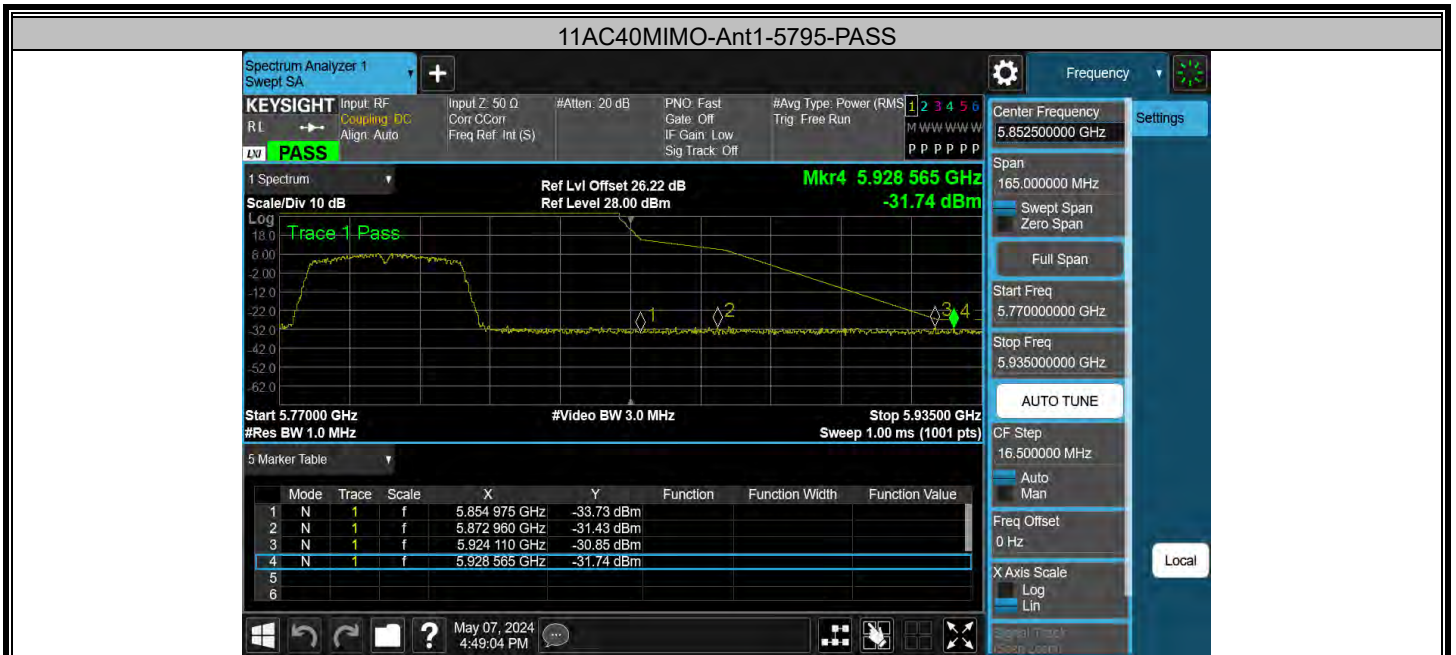 11AC40MIMO-Ant1-5795-PASS
Spectrum Analyzer 1
Swept SA
Frequency
KEYSIGHT
RL
LXI
PASS
Input: RF
Coupling: DC
Align: Auto
Input Z: 50 Ω
Corr CCorr
Freq Ref: Int (S)
#Atten: 20 dB
PNO: Fast
Gate: Off
IF Gain: Low
Sig Track: Off
#Avg Type: Power (RMS
Trig: Free Run
1 2 3 4 5 6
M W W W W W
P P P P P P
1 Spectrum
Scale/Div 10 dB
Ref Lvl Offset 26.22 dB
Ref Level 28.00 dBm
Mkr4 5.928 565 GHz
-31.74 dBm
Log
Trace 1 Pass
18.0
8.00
-2.00
-12.0
-22.0
-32.0
-42.0
-52.0
-62.0
1
2
3
4
Start 5.77000 GHz
#Video BW 3.0 MHz
Stop 5.93500 GHz
#Res BW 1.0 MHz
Sweep 1.00 ms (1001 pts)
5 Marker Table
Mode Trace Scale X Y Function Function Width Function Value
1 N 1 f 5.854 975 GHz -33.73 dBm
2 N 1 f 5.872 960 GHz -31.43 dBm
3 N 1 f 5.924 110 GHz -30.85 dBm
4 N 1 f 5.928 565 GHz -31.74 dBm
5
6
May 07, 2024
4:49:04 PM
Center Frequency
5.852500000 GHz
Settings
Span
165.000000 MHz
Swept Span
Zero Span
Full Span
Start Freq
5.770000000 GHz
Stop Freq
5.935000000 GHz
AUTO TUNE
CF Step
16.500000 MHz
Auto
Man
Freq Offset
0 Hz
X Axis Scale
Log
Lin
Local
Signal Track
(Span Zoom)